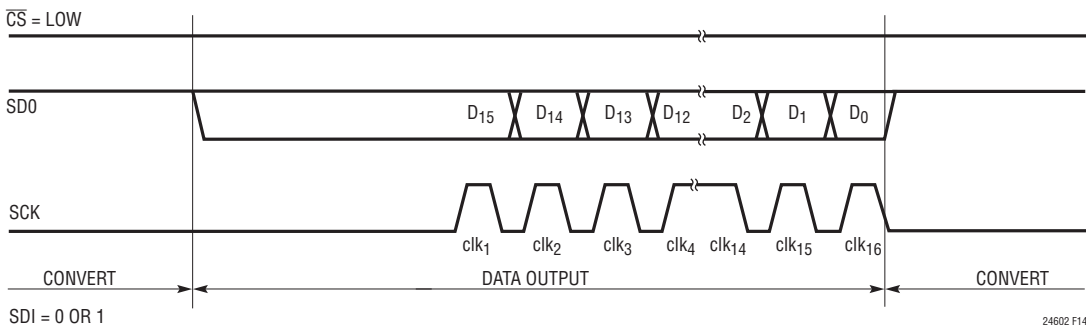 CS = LOW
SD0
D15 D14 D13 D12 D2 D1 D0
SCK
clk1 clk2 clk3 clk4 clk14 clk15 clk16
CONVERT DATA OUTPUT CONVERT
SDI = 0 OR 1
24602 F14